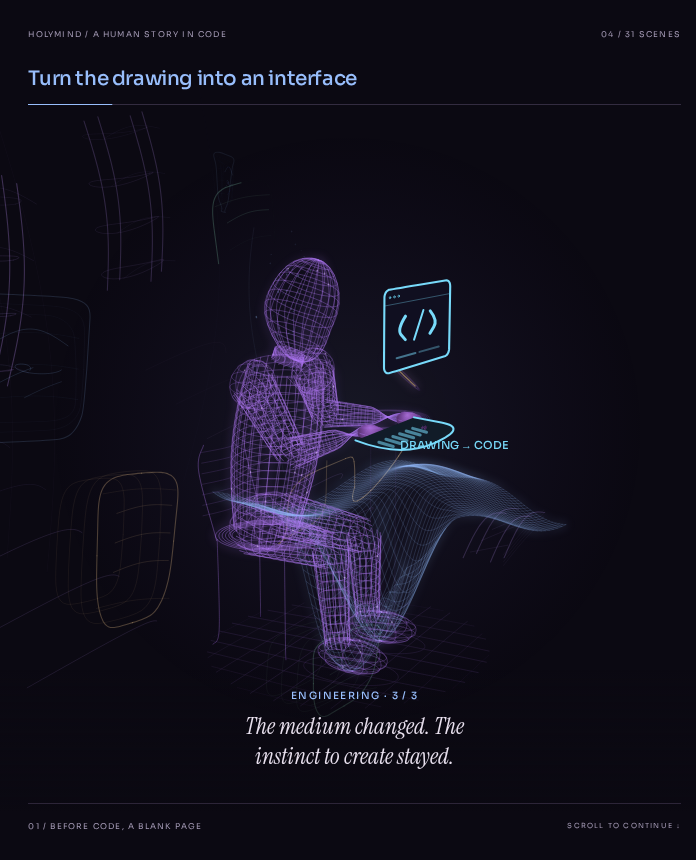 HOLYMIND / A HUMAN STORY IN CODE
04 / 31 SCENES
Turn the drawing into an interface
</>
DRAWING → CODE
ENGINEERING · 3 / 3
The medium changed. The
instinct to create stayed.
01 / BEFORE CODE, A BLANK PAGE
SCROLL TO CONTINUE ↓